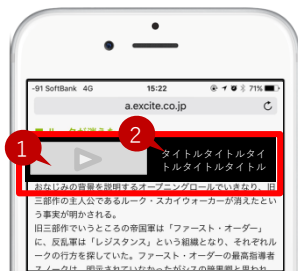 -91 SoftBank 4G 15:22 71%
a.excite.co.jp
1
2
タイトルタイトルタイ
トルタイトルタイトル
おなじみの背景を説明するオープニングロールでいきなり、旧
三部作の主人公であるルーク・スカイウォーカーが消えたとい
う事実が明かされる。
旧三部作でいうところの帝国軍は「ファースト・オーダー」
に、反乱軍は「レジスタンス」という組織となり、それぞれル
ークの行方を探していた。ファースト・オーダーの最高指導者